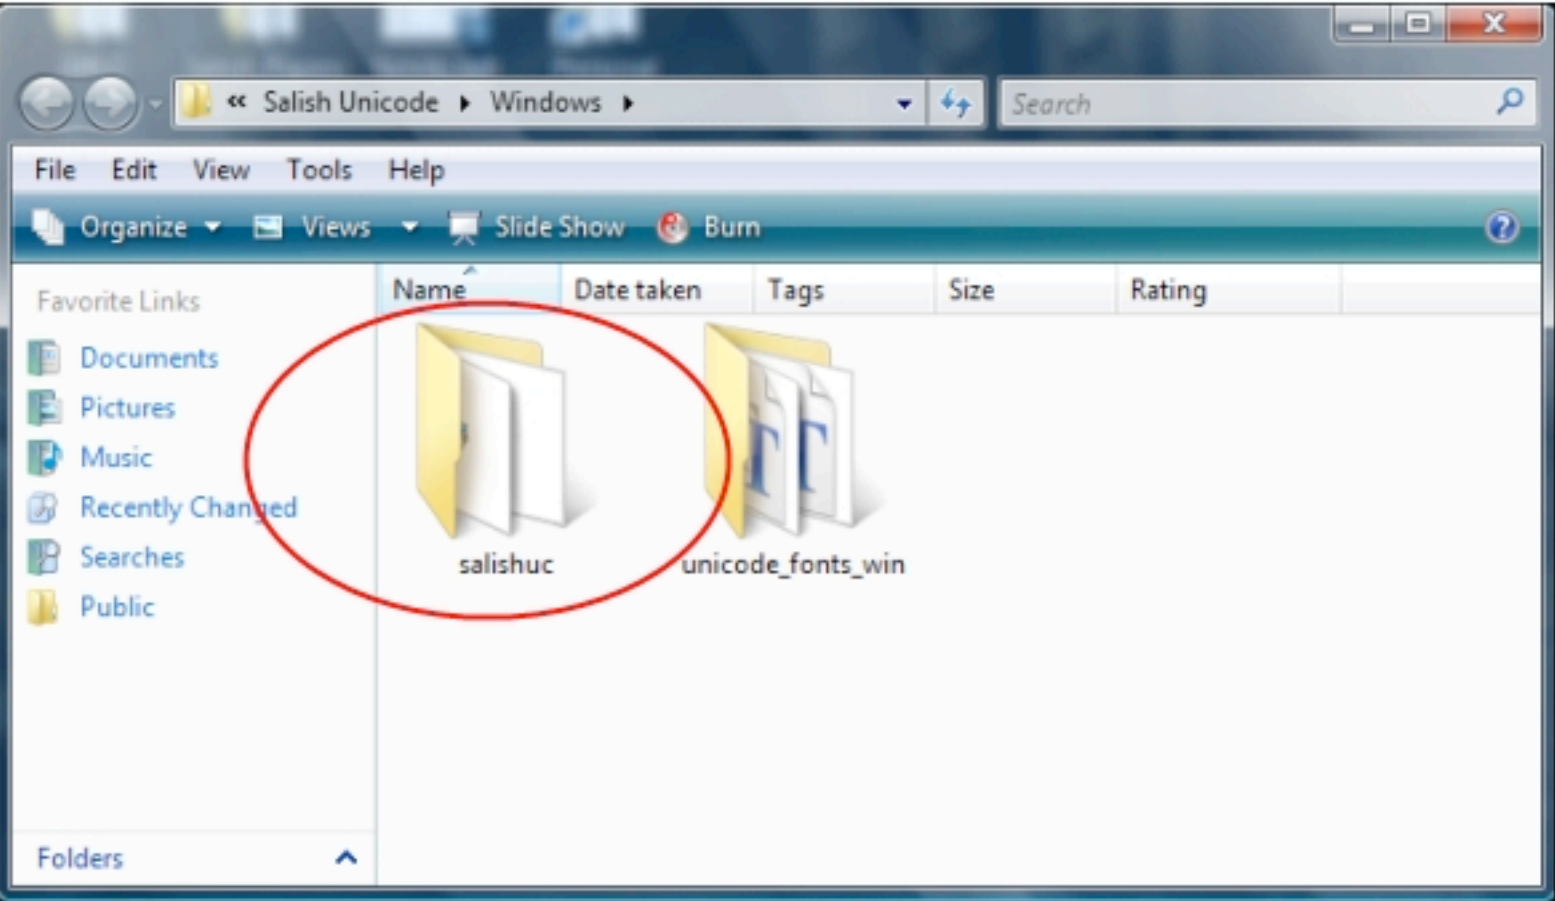 « Salish Unicode Windows Search
File Edit View Tools Help
Organize Views Slide Show Burn
Name Date taken Tags Size Rating
Favorite Links
Documents
Pictures
Music
Recently Changed
Searches
Public
salishuc unicode_fonts_win
Folders